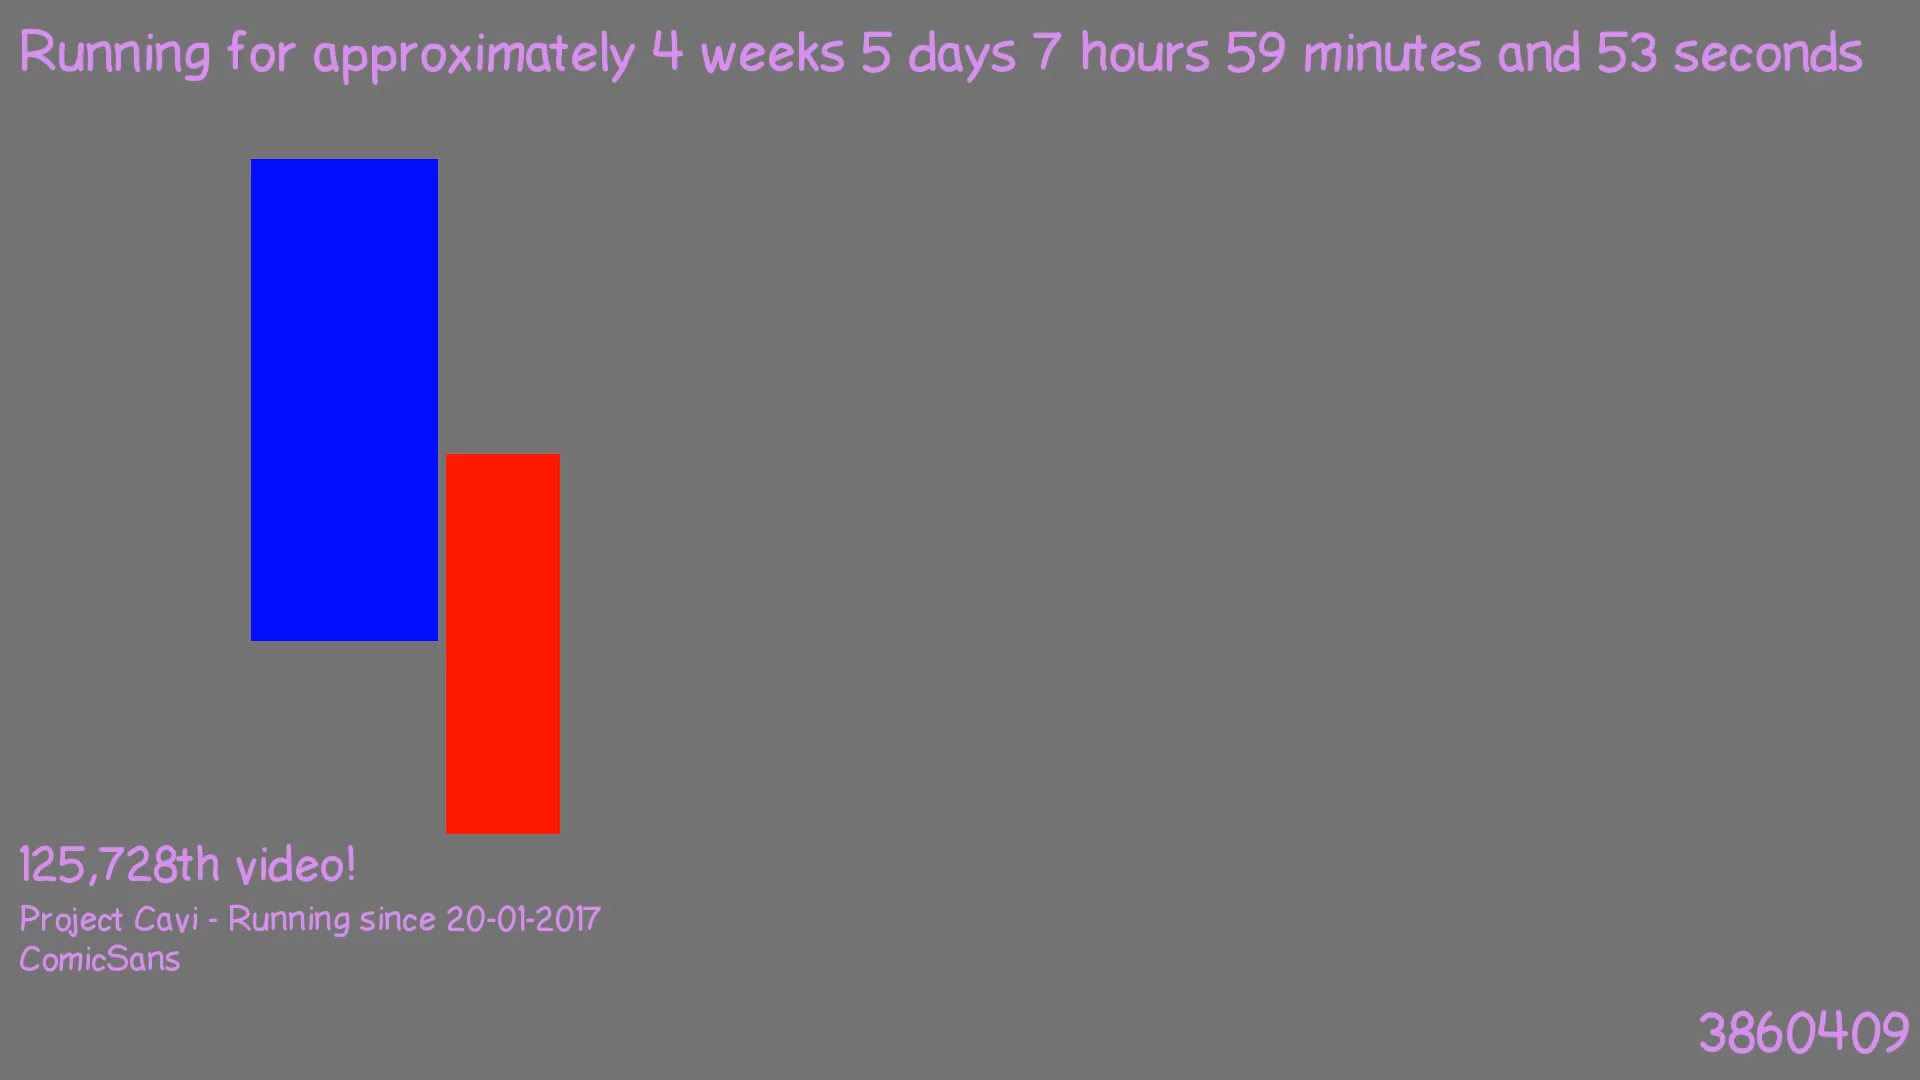 Running for approximately 4 weeks 5 days 7 hours 59 minutes and 53 seconds
125,728th video!
Project Cavi - Running since 20-01-2017
ComicSans
3860409